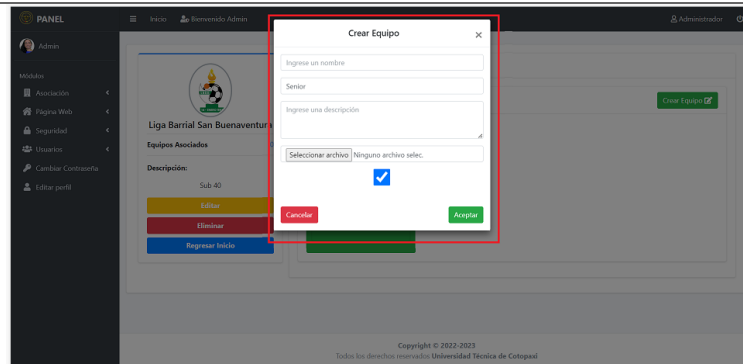 PANEL
Inicio
Bienvenido Admin
Administrador
Admin
Módulos
Asociación
Página Web
Seguridad
Usuarios
Cambiar Contraseña
Editar perfil
Liga Barrial San Buenaventura
Equipos Asociados
Descripción:
Sub 40
Editar
Eliminar
Regresar Inicio
Crear Equipo
Crear Equipo
×
Ingrese un nombre
Senior
Ingrese una descripción
Seleccionar archivo Ninguno archivo selec.
Cancelar
Aceptar
Copyright © 2022-2023
Todos los derechos reservados Universidad Técnica de Cotopaxi